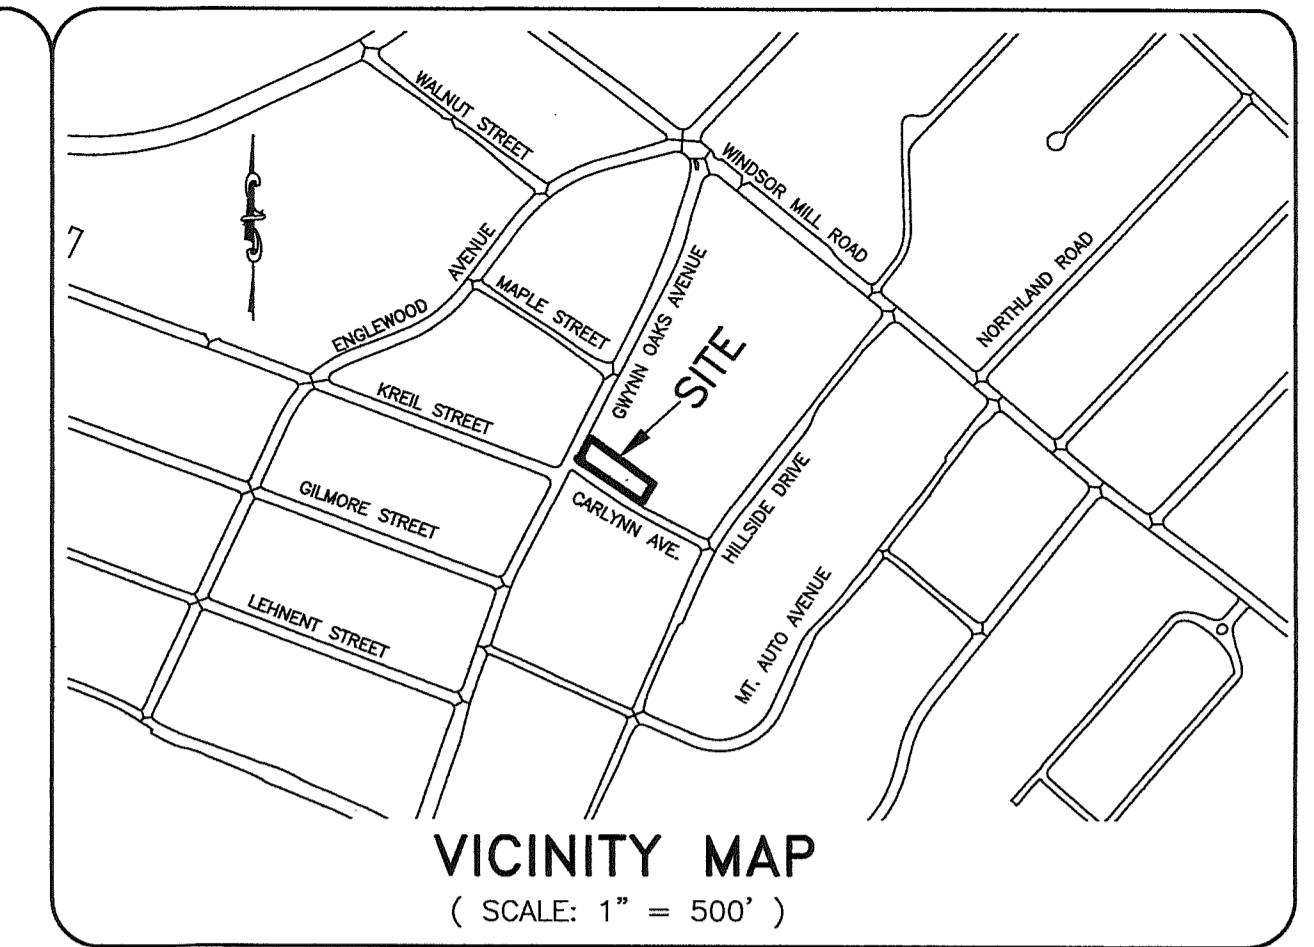 WALNUT STREET
WINDSOR MILL ROAD
7
ENGLEWOOD AVENUE
MAPLE STREET
GWYNN OAKS AVENUE
NORTHLAND ROAD
SITE
KREIL STREET
GILMORE STREET
CARLYNN AVE.
HILLSIDE DRIVE
LEHNENT STREET
MT. AUTO AVENUE
VICINITY MAP
( SCALE: 1" = 500' )